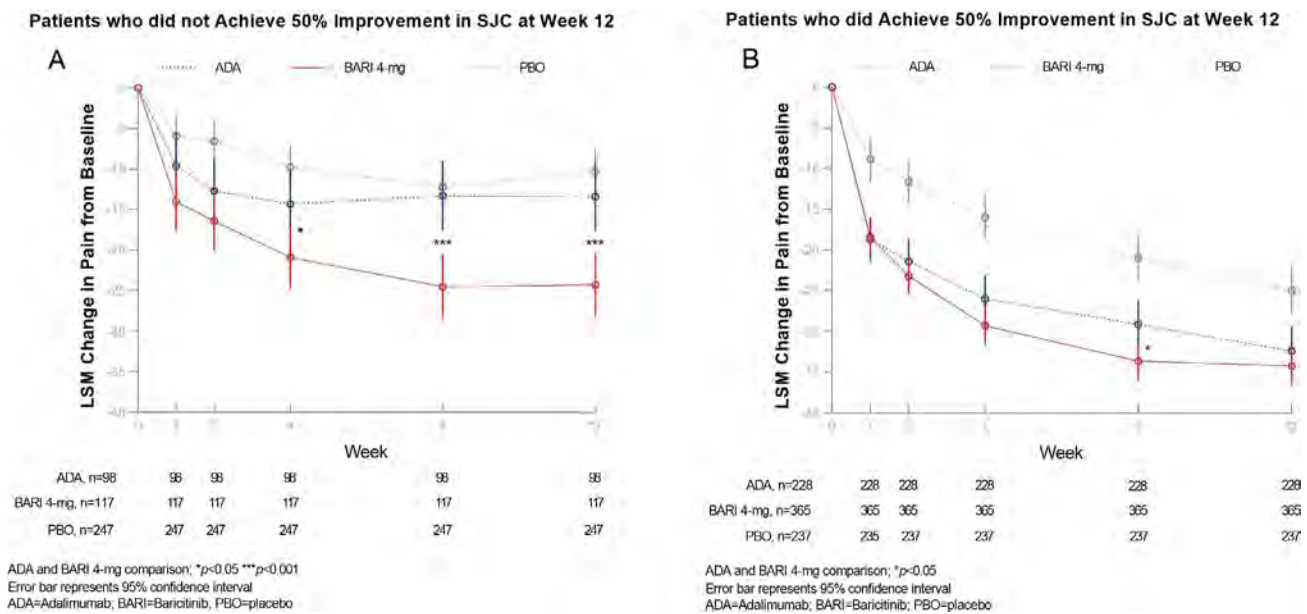 Patients who did not Achieve 50% Improvement in SJC at Week 12
A
ADA BARI 4-mg PBO
LSM Change in Pain from Baseline
*
***
***
Week
ADA, n=98 98 98 98 98 98
BARI 4-mg, n=117 117 117 117 117 117
PBO, n=247 247 247 247 247 247
ADA and BARI 4-mg comparison; *p<0.05 ***p<0.001
Error bar represents 95% confidence interval
ADA=Adalimumab; BARI=Baricitinib; PBO=placebo
Patients who did Achieve 50% Improvement in SJC at Week 12
B
ADA BARI 4-mg PBO
LSM Change in Pain from Baseline
*
Week
ADA, n=228 228 228 228 228 228
BARI 4-mg, n=365 365 365 365 365 365
PBO, n=237 235 237 237 237 237
ADA and BARI 4-mg comparison; *p<0.05
Error bar represents 95% confidence interval
ADA=Adalimumab; BARI=Baricitinib; PBO=placebo